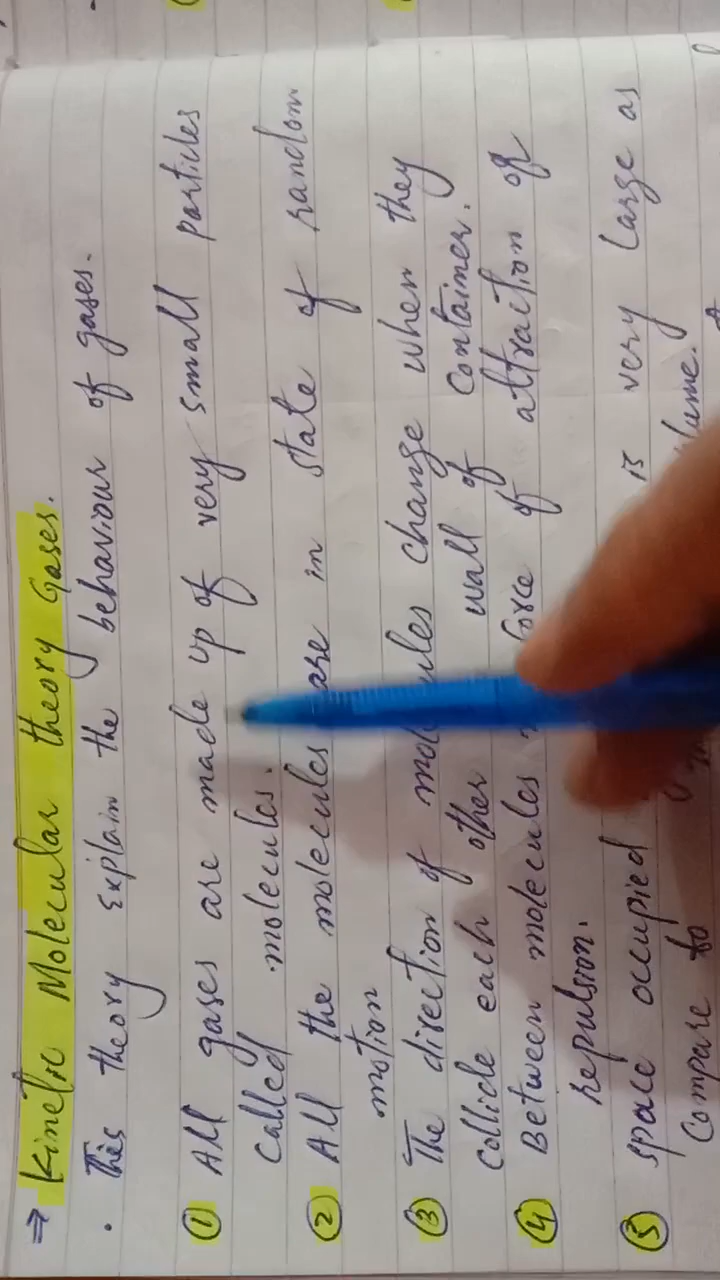 ⇒ Kinetic Molecular theory Gases.
• This theory explain the behaviour of gases.
① All gases are made up of very small particles
called molecules.
② All the molecules are in state of random
motion
③ The direction of molecules change when they
collide each other wall of container.
④ Between molecules force of attraction or
repulsion.
⑤ space occupied is very large as
Compare to